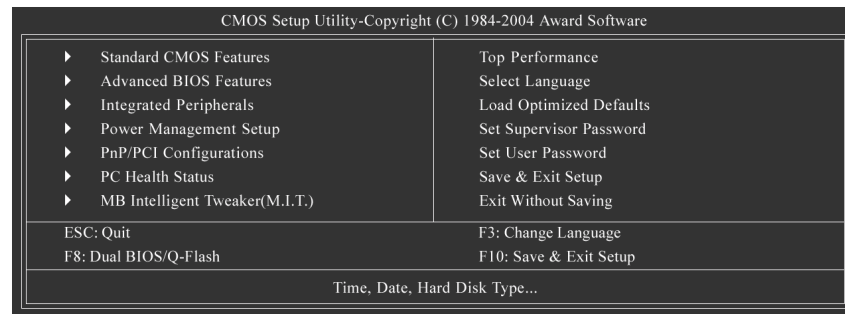 CMOS Setup Utility-Copyright (C) 1984-2004 Award Software
Standard CMOS Features
Advanced BIOS Features
Integrated Peripherals
Power Management Setup
PnP/PCI Configurations
PC Health Status
MB Intelligent Tweaker(M.I.T.)
Top Performance
Select Language
Load Optimized Defaults
Set Supervisor Password
Set User Password
Save & Exit Setup
Exit Without Saving
ESC: Quit
F8: Dual BIOS/Q-Flash
F3: Change Language
F10: Save & Exit Setup
Time, Date, Hard Disk Type...